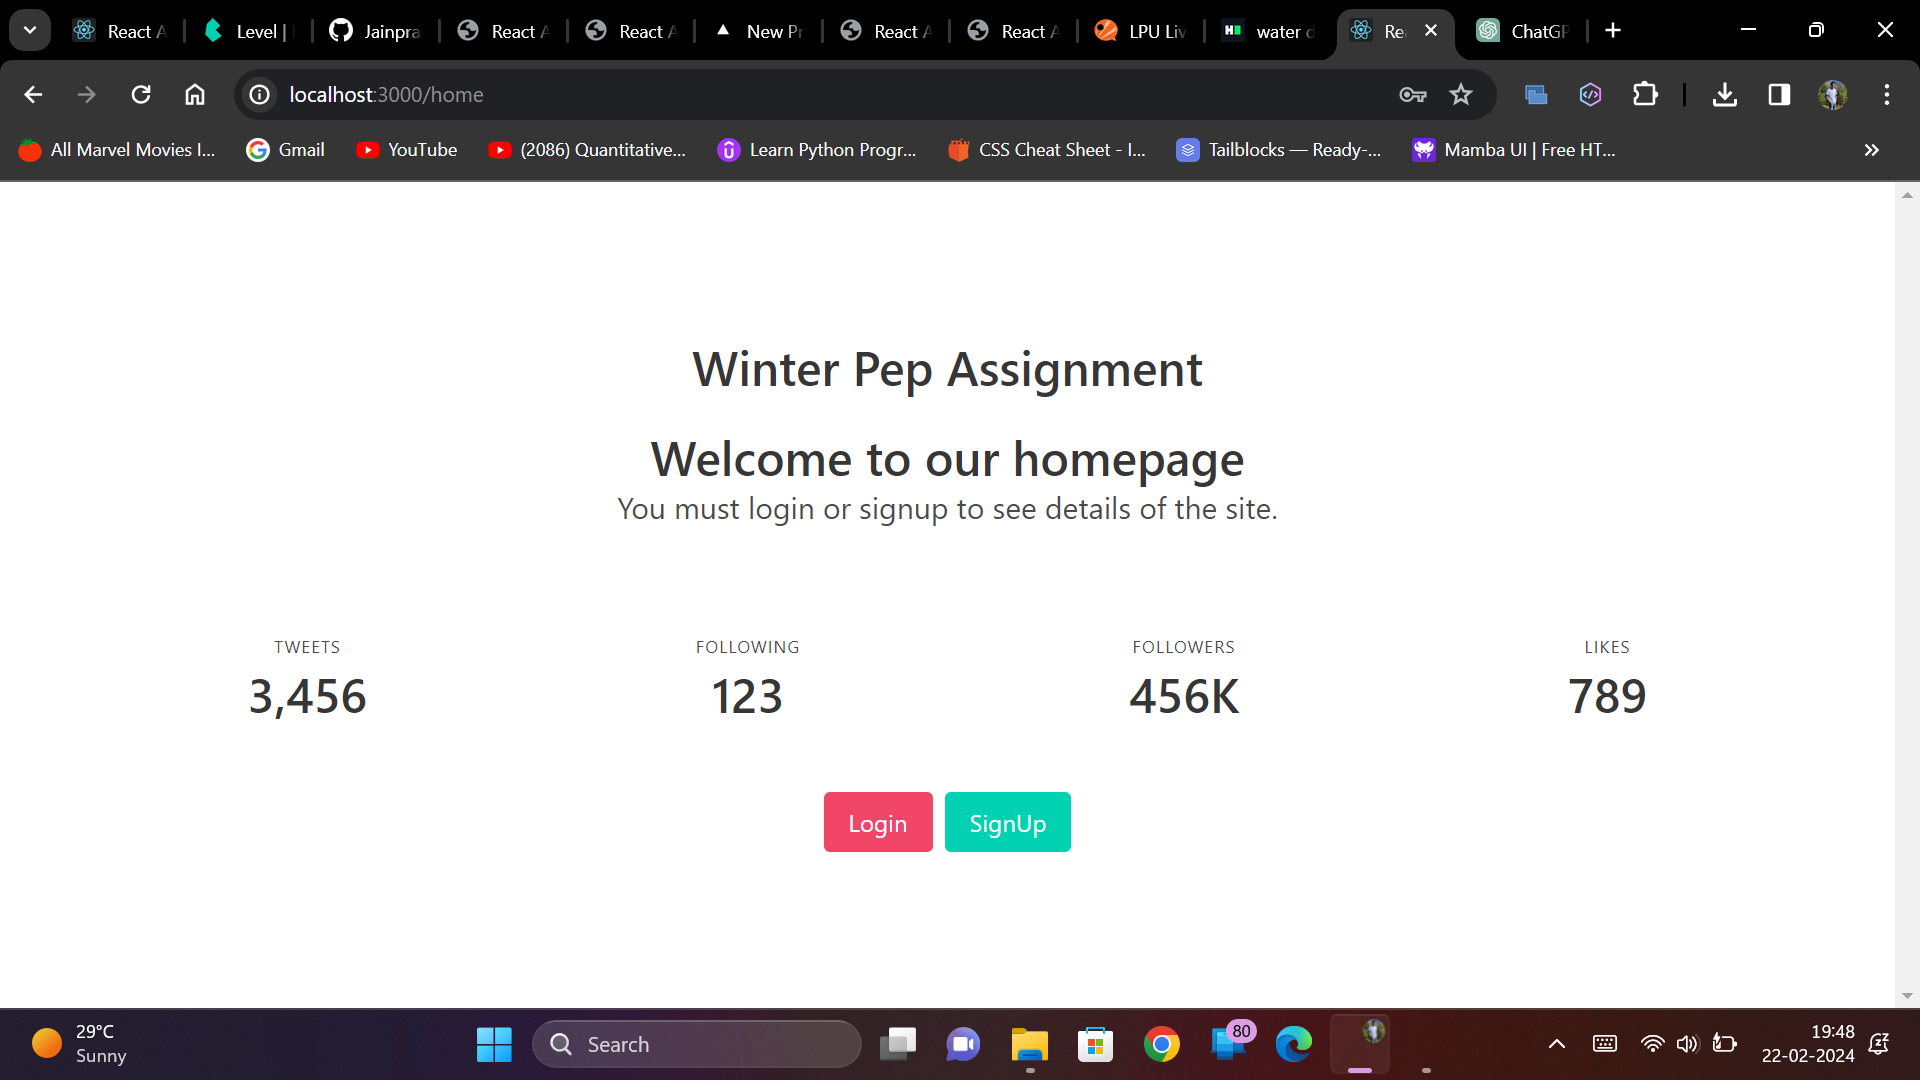 React A
Level |
Jainpra
React A
React A
New Pr
React A
React A
LPU Liv
water d
Re
ChatGP
localhost:3000/home
All Marvel Movies I...
Gmail
YouTube
(2086) Quantitative...
Learn Python Progr...
CSS Cheat Sheet - I...
Tailblocks — Ready-...
Mamba UI | Free HT...
Winter Pep Assignment
Welcome to our homepage
You must login or signup to see details of the site.
TWEETS
FOLLOWING
FOLLOWERS
LIKES
3,456
123
456K
789
Login
SignUp
29°C
Sunny
Search
80
19:48
22-02-2024